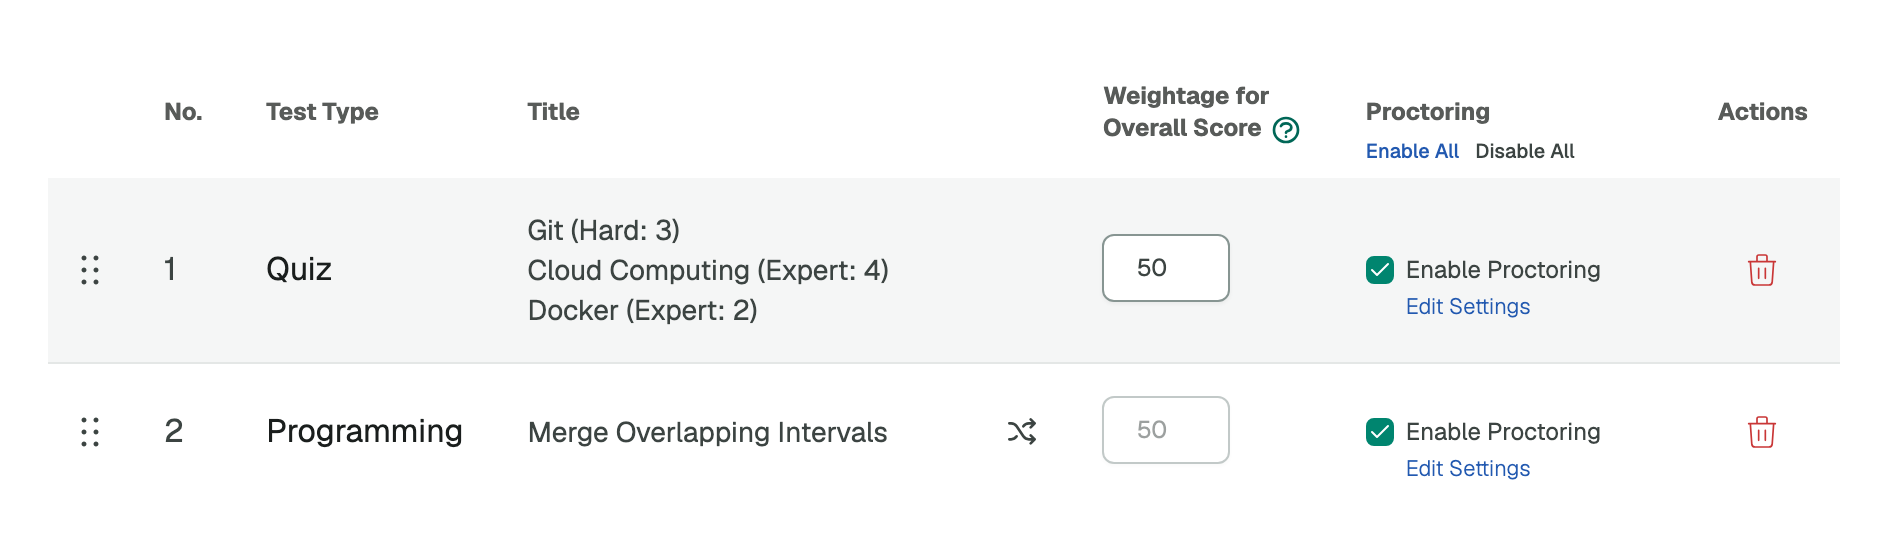 No.
Test Type
Title
Weightage for
Overall Score ?
Proctoring
Enable All Disable All
Actions
1
Quiz
Git (Hard: 3)
Cloud Computing (Expert: 4)
Docker (Expert: 2)
50
Enable Proctoring
Edit Settings
2
Programming
Merge Overlapping Intervals
50
Enable Proctoring
Edit Settings